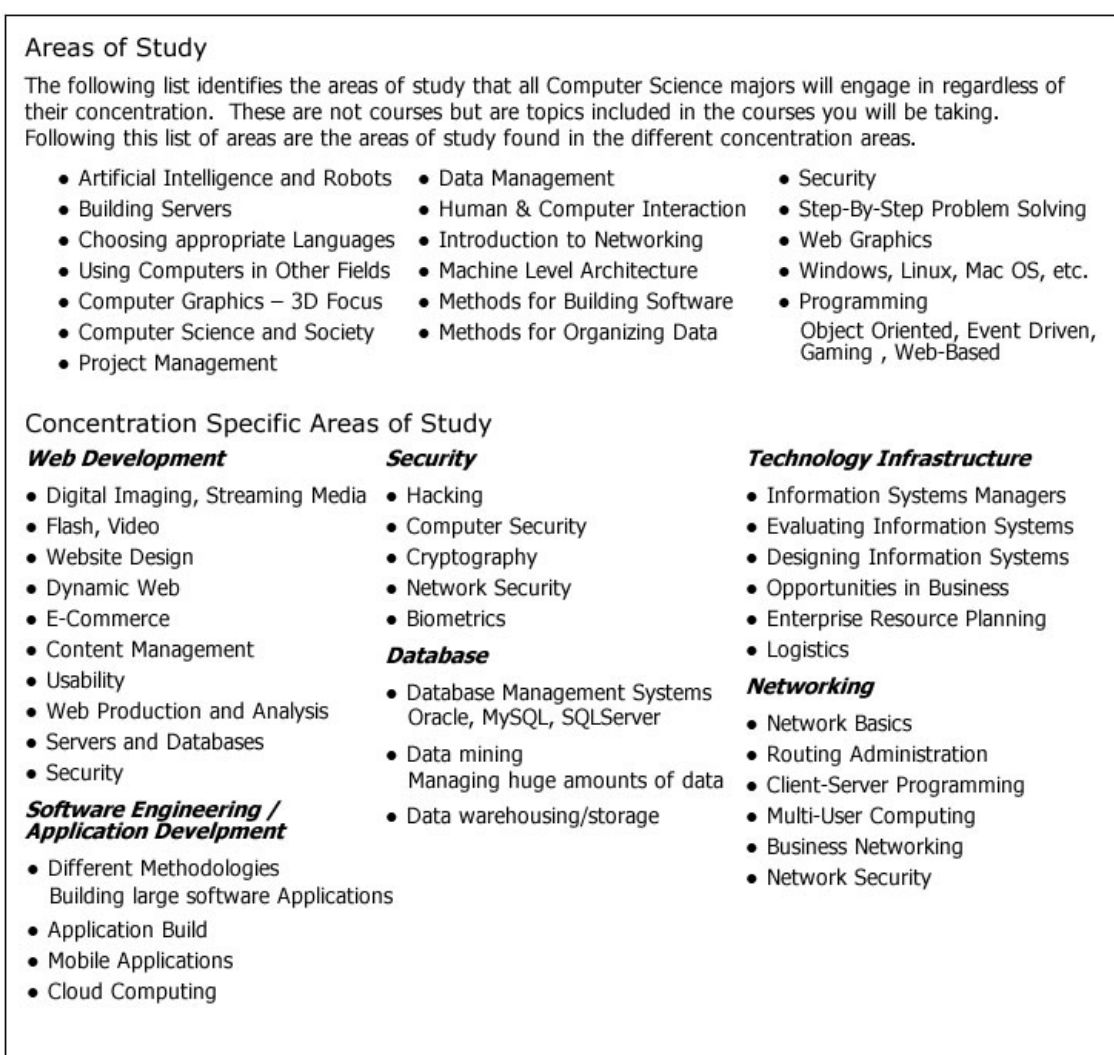 Areas of Study
The following list identifies the areas of study that all Computer Science majors will engage in regardless of
their concentration.  These are not courses but are topics included in the courses you will be taking.
Following this list of areas are the areas of study found in the different concentration areas.
● Artificial Intelligence and Robots
● Building Servers
● Choosing appropriate Languages
● Using Computers in Other Fields
● Computer Graphics – 3D Focus
● Computer Science and Society
● Project Management
● Data Management
● Human & Computer Interaction
● Introduction to Networking
● Machine Level Architecture
● Methods for Building Software
● Methods for Organizing Data
● Security
● Step-By-Step Problem Solving
● Web Graphics
● Windows, Linux, Mac OS, etc.
● Programming
Object Oriented, Event Driven,
Gaming , Web-Based
Concentration Specific Areas of Study
Web Development
● Digital Imaging, Streaming Media
● Flash, Video
● Website Design
● Dynamic Web
● E-Commerce
● Content Management
● Usability
● Web Production and Analysis
● Servers and Databases
● Security
Software Engineering /
Application Develpment
● Different Methodologies
Building large software Applications
● Application Build
● Mobile Applications
● Cloud Computing
Security
● Hacking
● Computer Security
● Cryptography
● Network Security
● Biometrics
Database
● Database Management Systems
Oracle, MySQL, SQLServer
● Data mining
Managing huge amounts of data
● Data warehousing/storage
Technology Infrastructure
● Information Systems Managers
● Evaluating Information Systems
● Designing Information Systems
● Opportunities in Business
● Enterprise Resource Planning
● Logistics
Networking
● Network Basics
● Routing Administration
● Client-Server Programming
● Multi-User Computing
● Business Networking
● Network Security